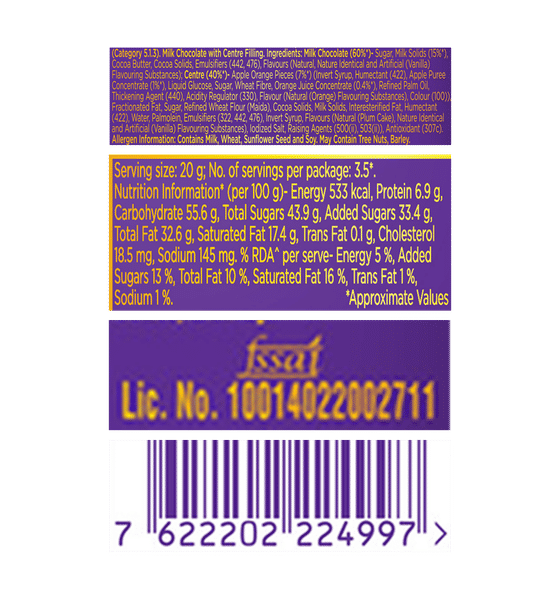 (Category 5.1.3). Milk Chocolate with Centre Filling. Ingredients: Milk Chocolate (60%*)- Sugar, Milk Solids (15%*),
Cocoa Butter, Cocoa Solids, Emulsifiers (442, 476), Flavours (Natural, Nature Identical and Artificial (Vanilla)
Flavouring Substances); Centre (40%*)- Apple Orange Pieces (7%*) (Invert Syrup, Humectant (422), Apple Puree
Concentrate (1%*), Liquid Glucose, Sugar, Wheat Fibre, Orange Juice Concentrate (0.4%*), Refined Palm Oil,
Thickening Agent (440), Acidity Regulator (330), Flavour (Natural (Orange) Flavouring Substances), Colour (100)),
Fractionated Fat, Sugar, Refined Wheat Flour (Maida), Cocoa Solids, Milk Solids, Interesterified Fat, Humectant
(422), Water, Palmolein, Emulsifiers (322, 442, 476), Invert Syrup, Flavours (Natural (Plum Cake), Nature Identical
and Artificial (Vanilla) Flavouring Substances), Iodized Salt, Raising Agents (500(ii), 503(ii)), Antioxidant (307c).
Allergen Information: Contains Milk, Wheat, Sunflower Seed and Soy. May Contain Tree Nuts, Barley.
Serving size: 20 g; No. of servings per package: 3.5*.
Nutrition Information* (per 100 g)- Energy 533 kcal, Protein 6.9 g,
Carbohydrate 55.6 g, Total Sugars 43.9 g, Added Sugars 33.4 g,
Total Fat 32.6 g, Saturated Fat 17.4 g, Trans Fat 0.1 g, Cholesterol
18.5 mg, Sodium 145 mg. % RDA^ per serve- Energy 5 %, Added
Sugars 13 %, Total Fat 10 %, Saturated Fat 16 %, Trans Fat 1 %,
Sodium 1 %. *Approximate Values
fssai
Lic. No. 10014022002711
7 622202 224997 >